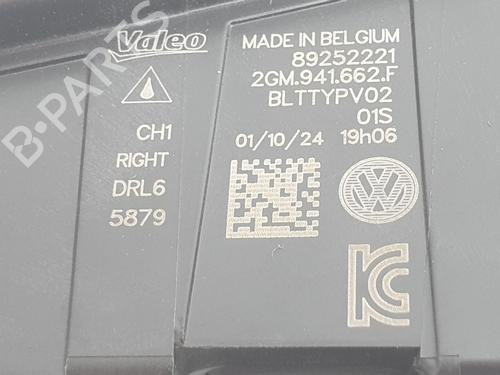 Valeo
CH1
RIGHT
DRL6
5879
MADE IN BELGIUM
89252221
2GM.941.662.F
BLTTYPV02
01S
01/10/24 19h06
B-PARTS